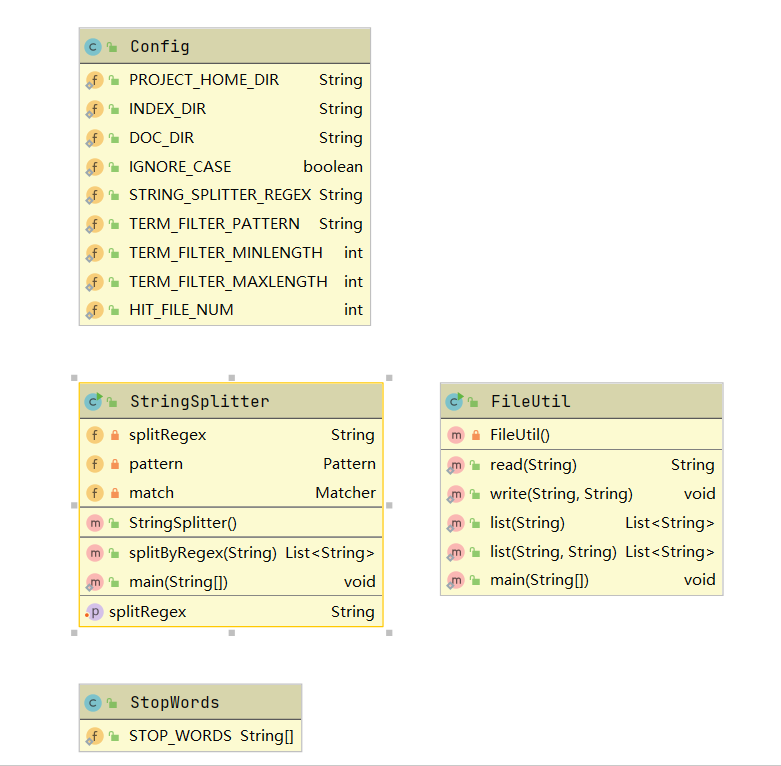 Config
PROJECT_HOME_DIR String
INDEX_DIR String
DOC_DIR String
IGNORE_CASE boolean
STRING_SPLITTER_REGEX String
TERM_FILTER_PATTERN String
TERM_FILTER_MINLENGTH int
TERM_FILTER_MAXLENGTH int
HIT_FILE_NUM int
StringSplitter
splitRegex String
pattern Pattern
match Matcher
StringSplitter()
splitByRegex(String) List<String>
main(String[]) void
splitRegex String
FileUtil
FileUtil()
read(String) String
write(String, String) void
list(String) List<String>
list(String, String) List<String>
main(String[]) void
StopWords
STOP_WORDS String[]